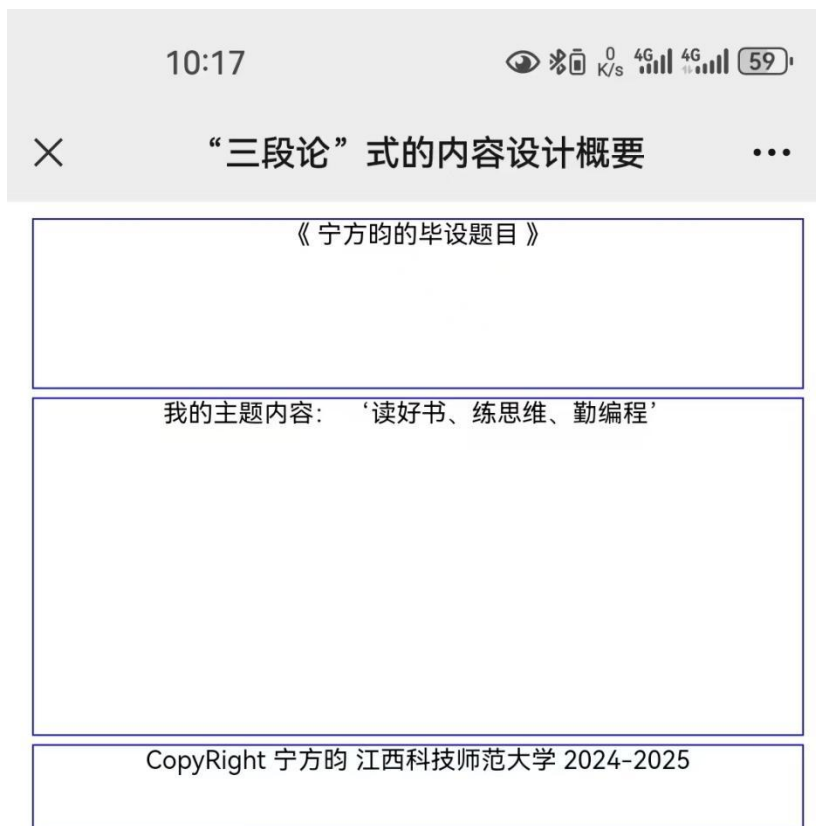 10:17 0 K/s 4G 4G 59
“三段论”式的内容设计概要
《 宁方昀的毕设题目 》
我的主题内容: ‘读好书、练思维、勤编程’
CopyRight 宁方昀 江西科技师范大学 2024-2025